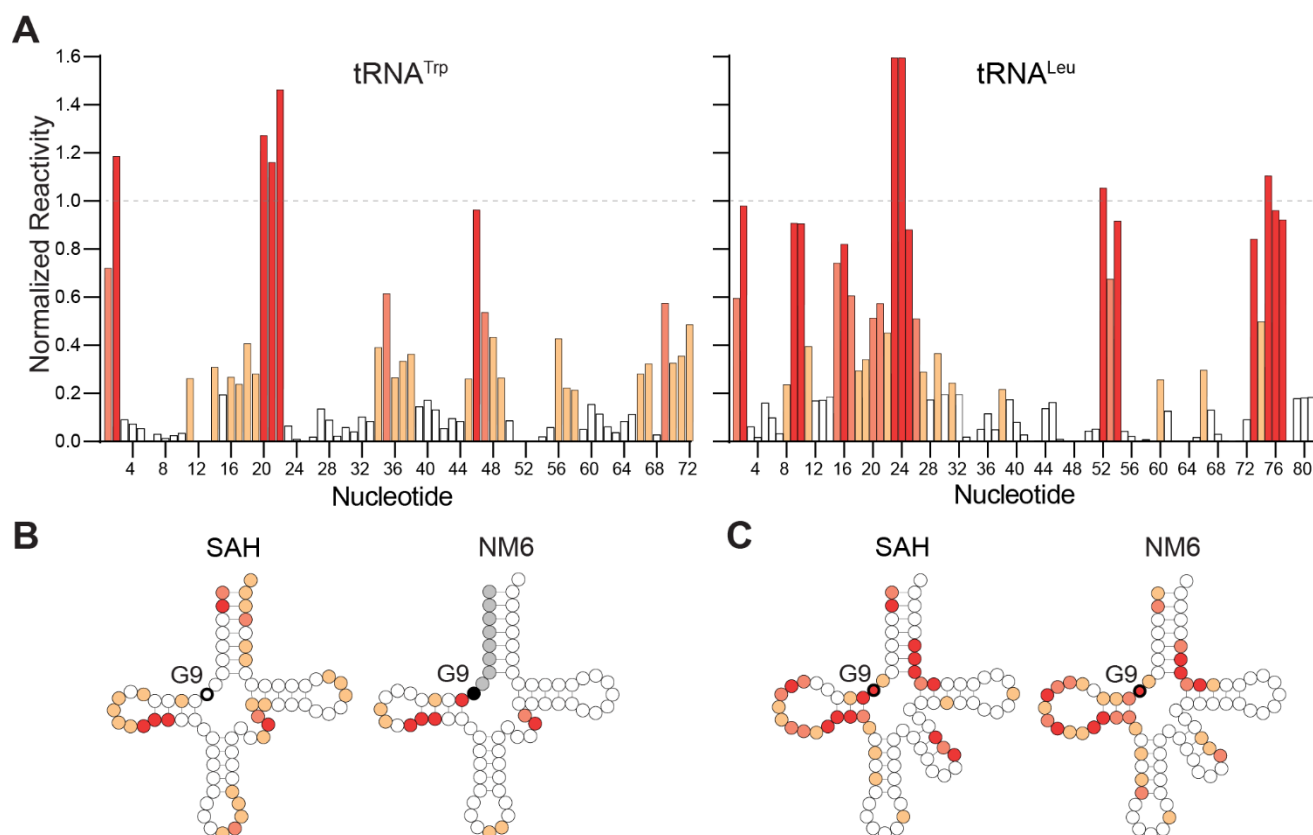 A
tRNATrp
tRNALeu
Normalized Reactivity
1.6
1.4
1.2
1.0
0.8
0.6
0.4
0.2
0.0
4 12 20 28 36 44 52 60 68
8 16 24 32 40 48 56 64 72
Nucleotide
4 12 20 28 36 44 52 60 68 76
8 16 24 32 40 48 56 64 72 80
Nucleotide
B
SAH
NM6
G9
G9
C
SAH
NM6
G9
G9